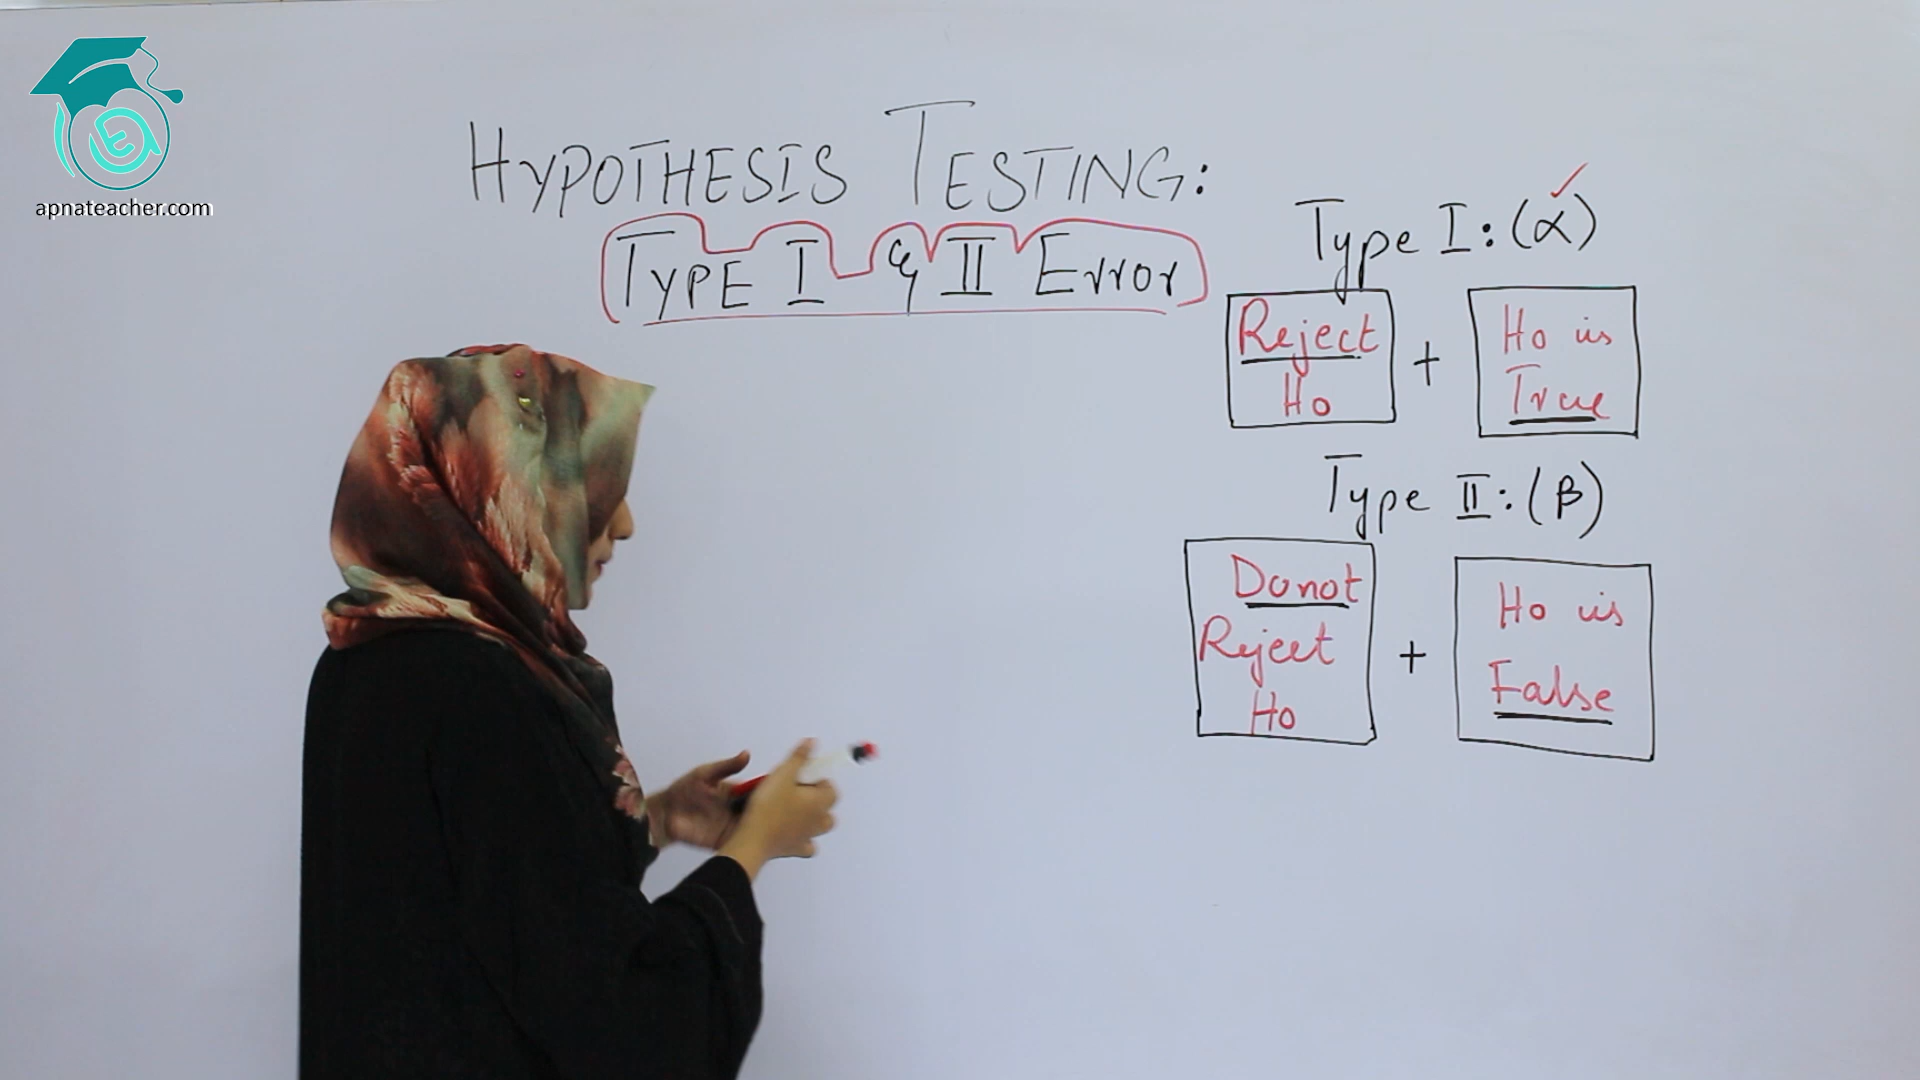 apnateacher.com
HYPOTHESIS TESTING:
TYPE I & II Error
Type I: (α)
Reject
Ho
+
Ho is
True
Type II: (β)
Donot
Reject
Ho
+
Ho is
False